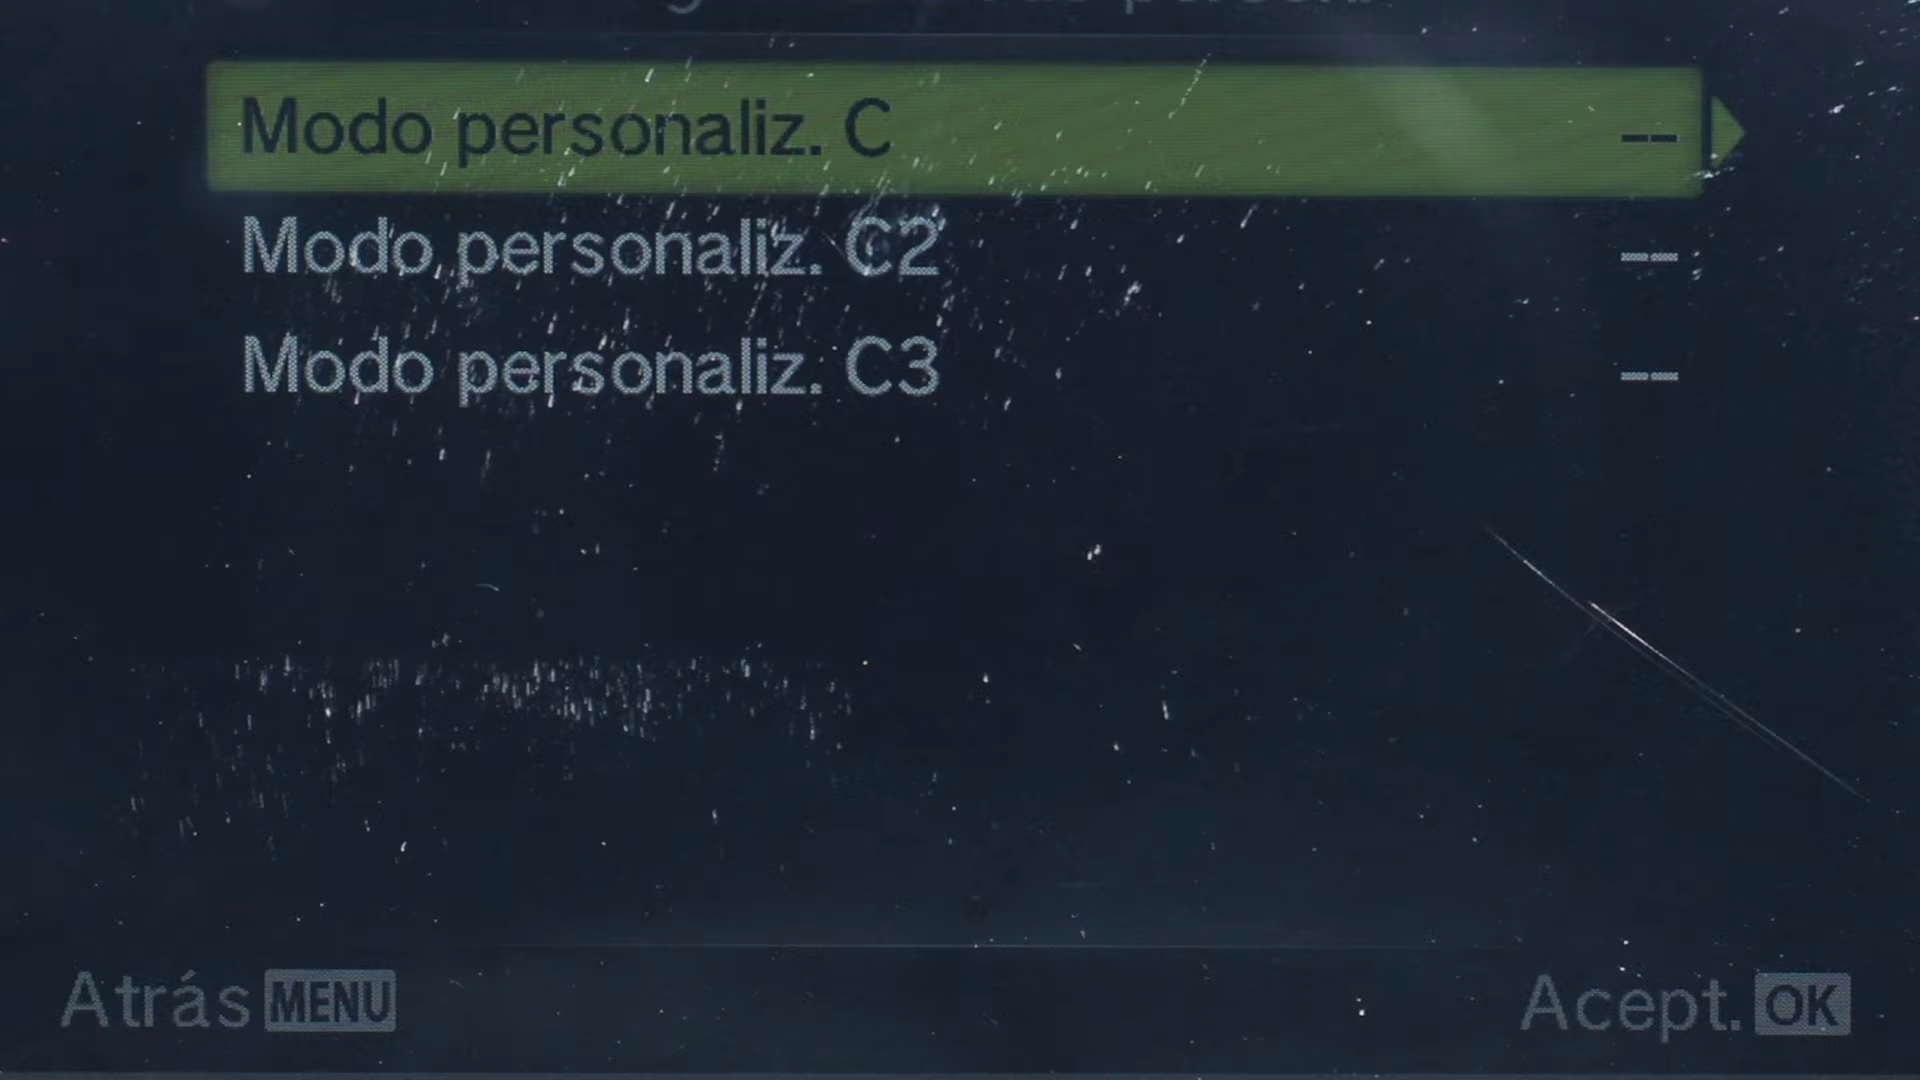 Modo personaliz. C --
Modo personaliz. C2 --
Modo personaliz. C3 --
Atrás MENU Acept. OK